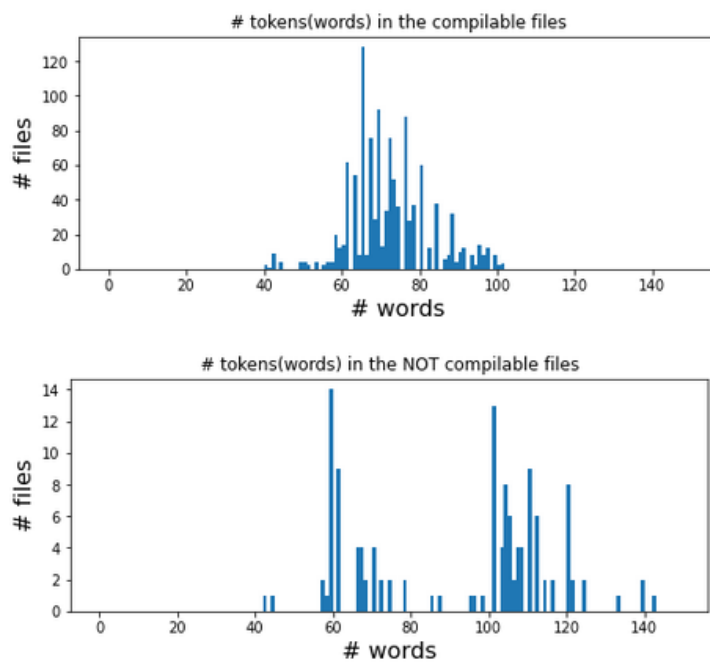 # tokens(words) in the compilable files
120
100
80
60
40
20
0
# files
0 20 40 60 80 100 120 140
# words
# tokens(words) in the NOT compilable files
14
12
10
8
6
4
2
0
# files
0 20 40 60 80 100 120 140
# words